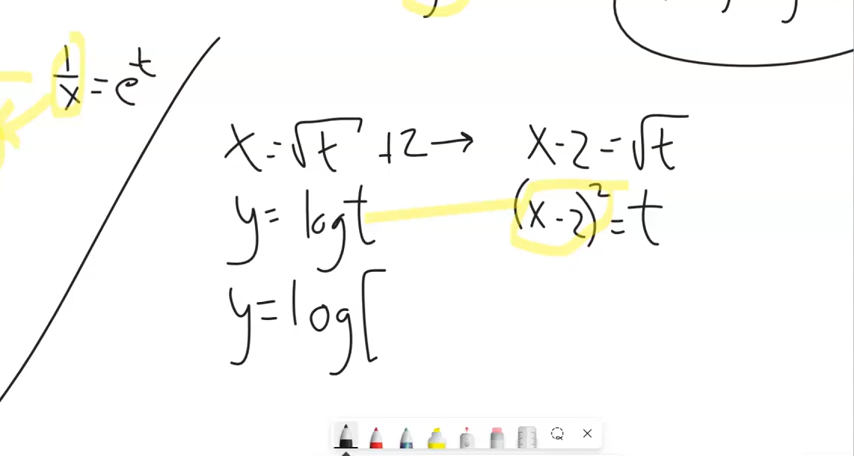 1/x = e^t
x = √t + 2 → x - 2 = √t
y = log t (x - 2)² = t
y = log[